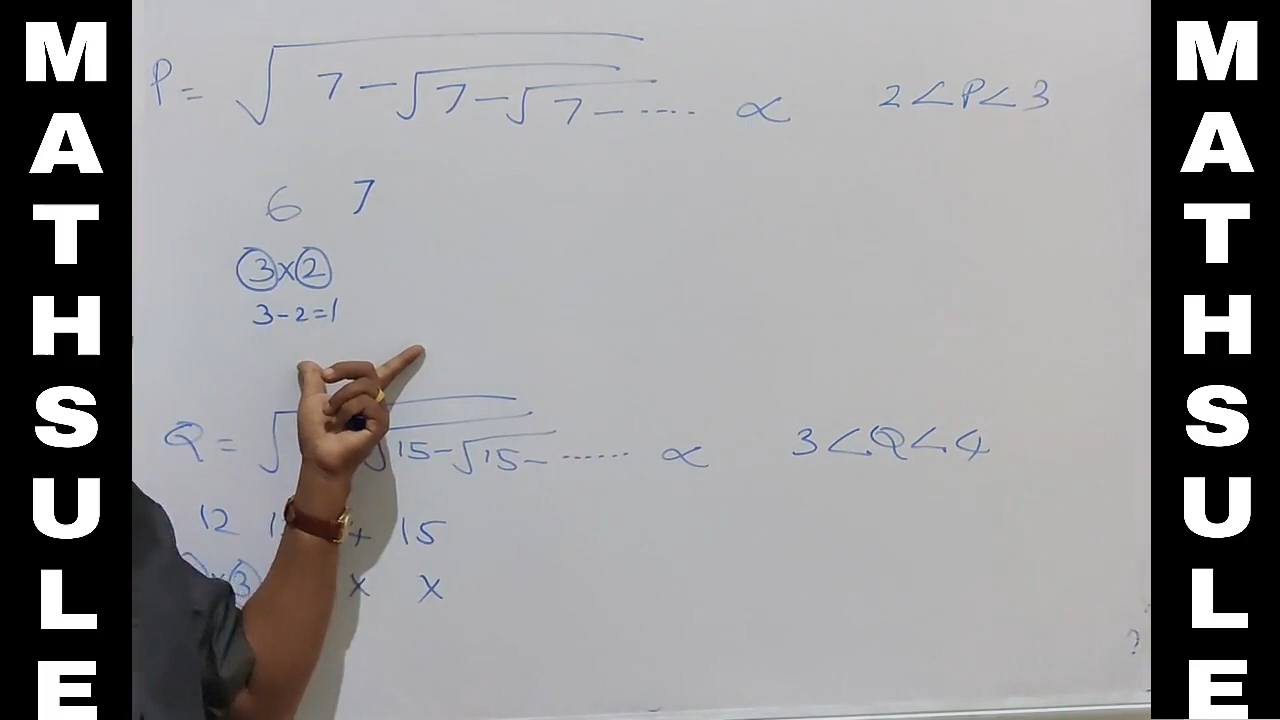 MATHSULE
P = √7-√7-√7-.... ∝ 2<P<3
6 7
3×2
3-2=1
Q = √ √15-√15-...... ∝ 3<Q<4
12 15
3 × ×
?
MATHSULE